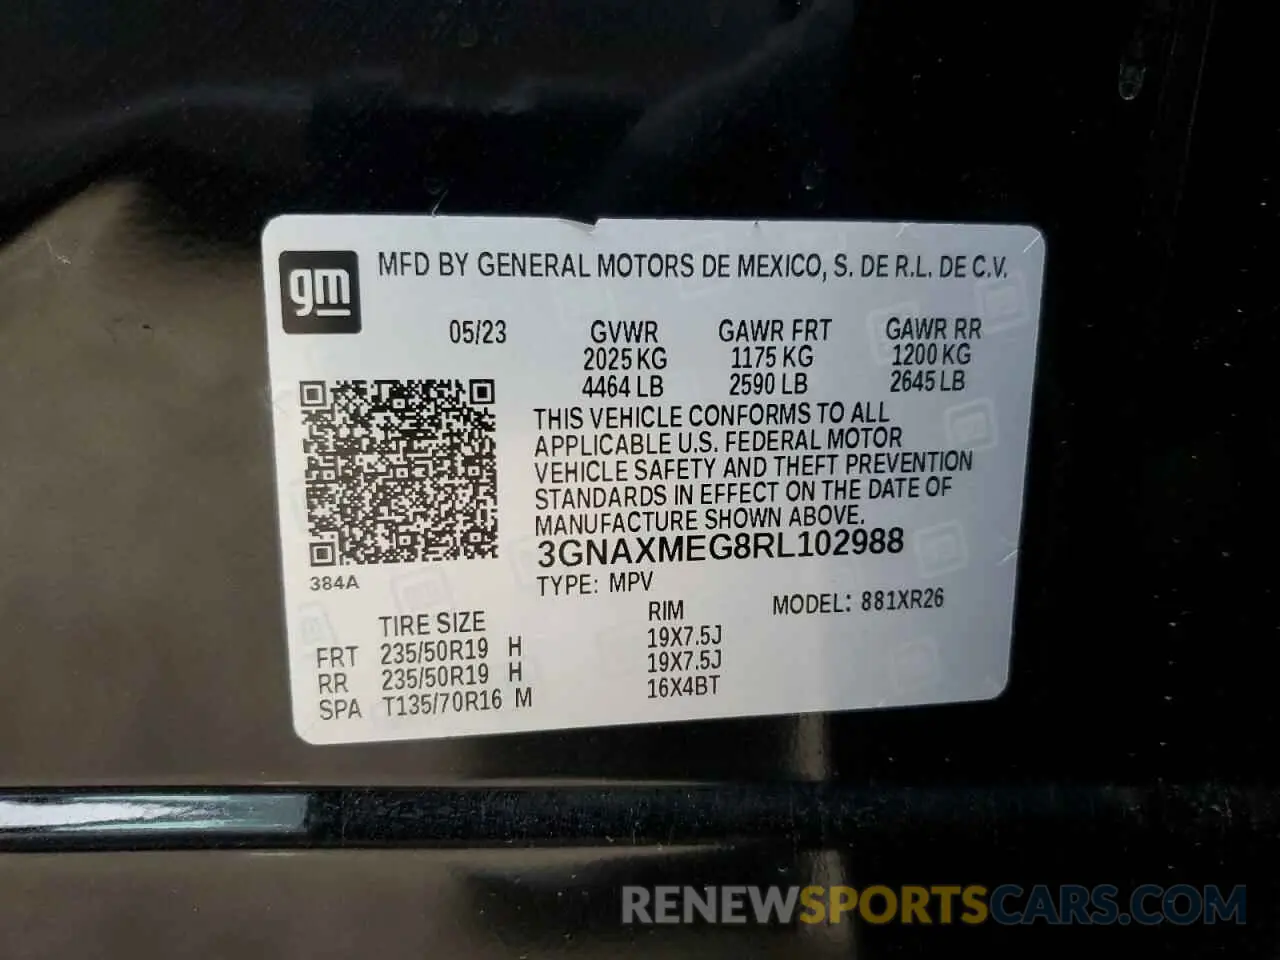 gm
MFD BY GENERAL MOTORS DE MEXICO, S. DE R.L. DE C.V.
05/23 GVWR GAWR FRT GAWR RR
2025 KG 1175 KG 1200 KG
4464 LB 2590 LB 2645 LB
THIS VEHICLE CONFORMS TO ALL
APPLICABLE U.S. FEDERAL MOTOR
VEHICLE SAFETY AND THEFT PREVENTION
STANDARDS IN EFFECT ON THE DATE OF
MANUFACTURE SHOWN ABOVE.
3GNAXMEG8RL102988
384A
TYPE: MPV
MODEL: 881XR26
TIRE SIZE RIM
FRT 235/50R19 H 19X7.5J
RR 235/50R19 H 19X7.5J
SPA T135/70R16 M 16X4BT
RENEWSPORTSCARS.COM